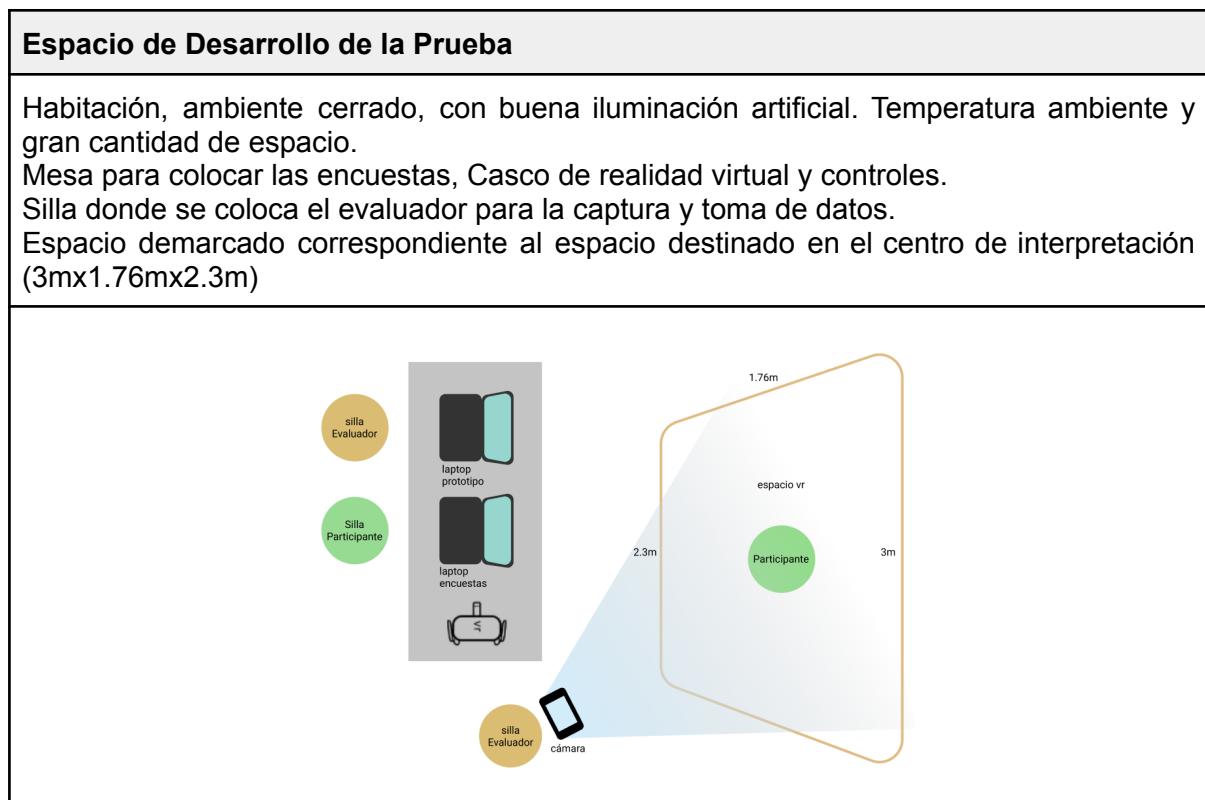 Espacio de Desarrollo de la Prueba
Habitación, ambiente cerrado, con buena iluminación artificial. Temperatura ambiente y
gran cantidad de espacio.
Mesa para colocar las encuestas, Casco de realidad virtual y controles.
Silla donde se coloca el evaluador para la captura y toma de datos.
Espacio demarcado correspondiente al espacio destinado en el centro de interpretación
(3mx1.76mx2.3m)
1.76m
silla
Evaluador
laptop
prototipo
espacio vr
Silla
Participante
2.3m
Participante
3m
laptop
encuestas
vr
silla
Evaluador
cámara